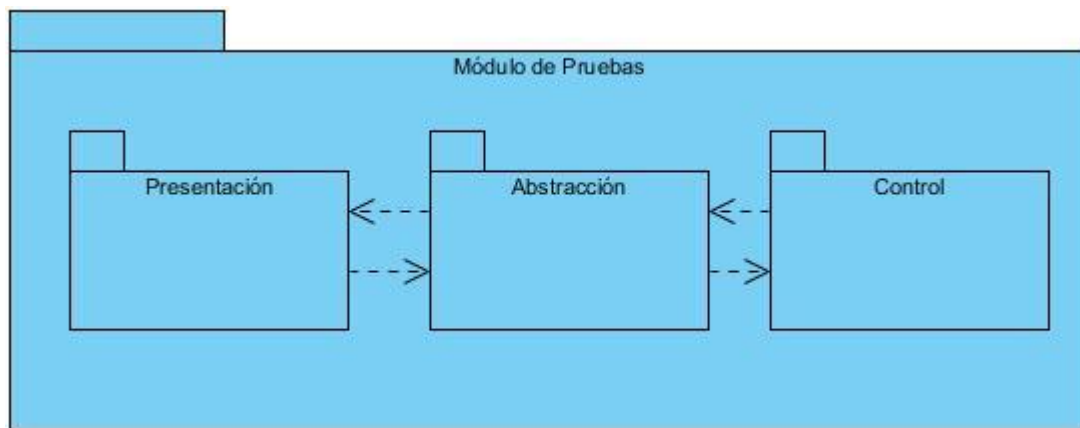 Módulo de Pruebas
Presentación
Abstracción
Control